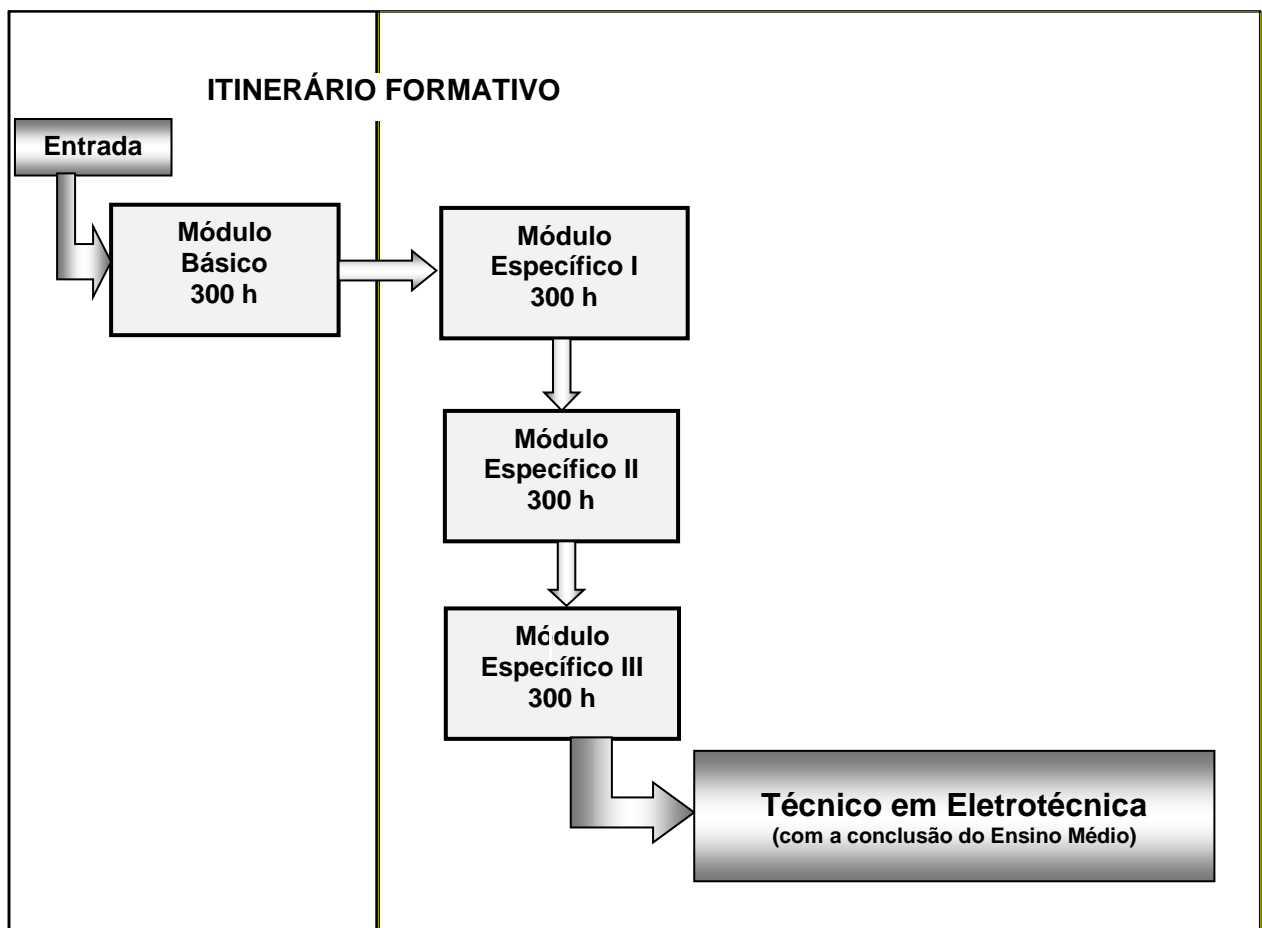 ITINERÁRIO FORMATIVO
Entrada
Módulo
Básico
300 h
Módulo
Específico I
300 h
Módulo
Específico II
300 h
Módulo
Específico III
300 h
Técnico em Eletrotécnica
(com a conclusão do Ensino Médio)